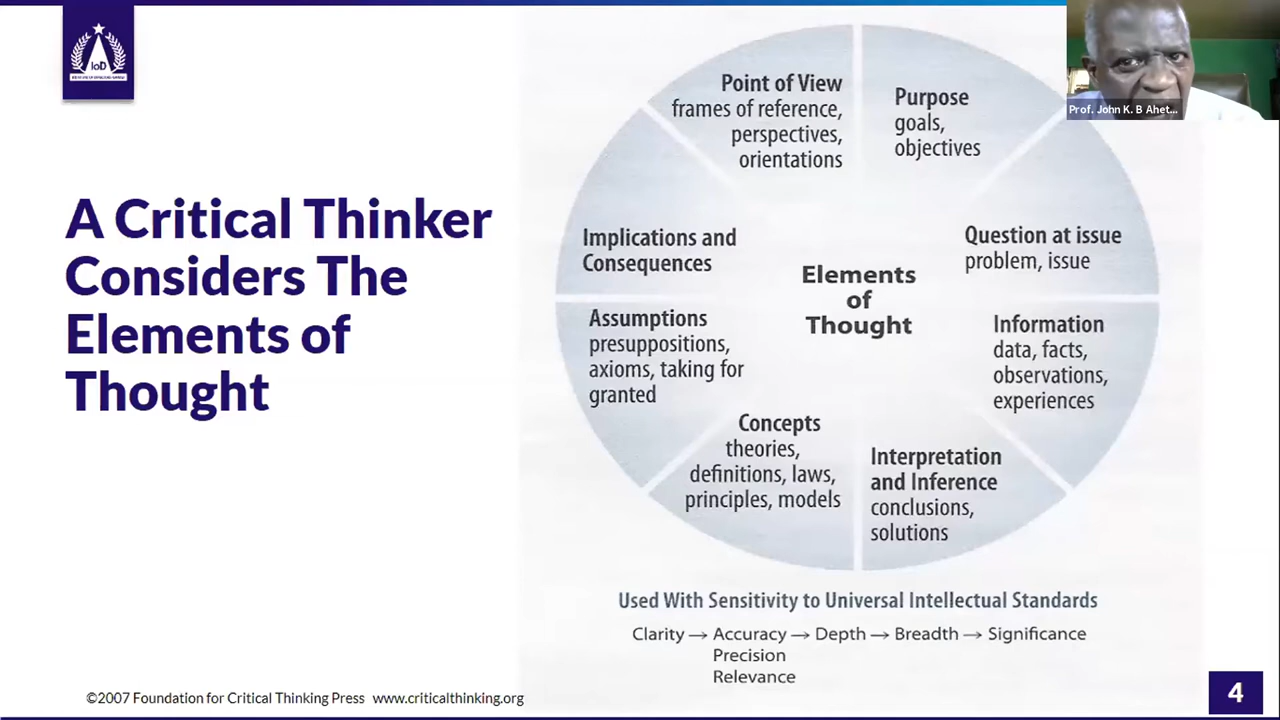 IoD
A Critical Thinker
Considers The
Elements of
Thought
Point of View
frames of reference,
perspectives,
orientations
Purpose
goals,
objectives
Prof. John K. B Ahet...
Implications and
Consequences
Question at issue
problem, issue
Elements
of
Thought
Assumptions
presuppositions,
axioms, taking for
granted
Information
data, facts,
observations,
experiences
Concepts
theories,
definitions, laws,
principles, models
Interpretation
and Inference
conclusions,
solutions
Used With Sensitivity to Universal Intellectual Standards
Clarity → Accuracy → Depth → Breadth → Significance
Precision
Relevance
©2007 Foundation for Critical Thinking Press www.criticalthinking.org
4